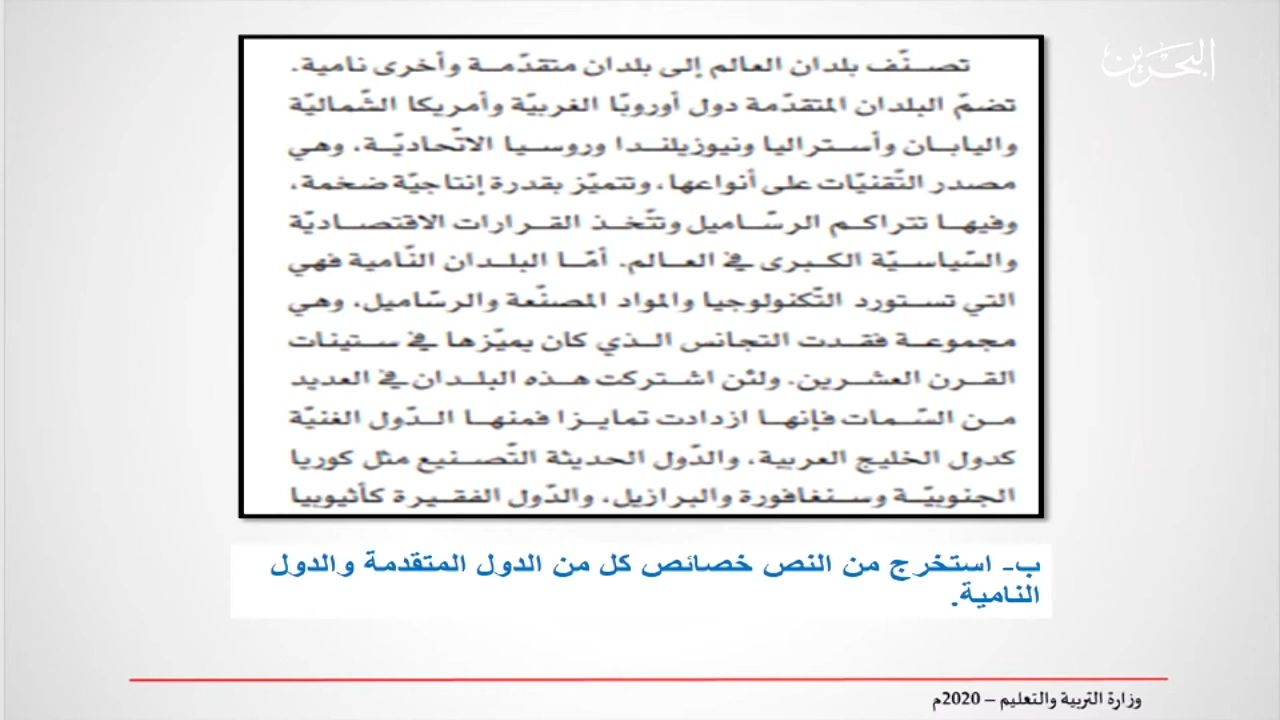 البحرين
تصنّف بلدان العالم إلى بلدان متقدّمة وأخرى نامية.
تضمّ البلدان المتقدّمة دول أوروبّا الغربيّة وأمريكا الشّماليّة
واليابان وأستراليا ونيوزيلندا وروسيا الاتّحاديّة، وهي
مصدر التّقنيّات على أنواعها، وتتميّز بقدرة إنتاجيّة ضخمة،
وفيها تتراكم الرسّاميل وتتّخذ القرارات الاقتصاديّة
والسّياسيّة الكبرى في العالم. أمّا البلدان النّامية فهي
التي تستورد التّكنولوجيا والمواد المصنّعة والرسّاميل، وهي
مجموعة فقدت التجانس الذي كان يميّزها في ستينات
القرن العشرين. ولئن اشتركت هذه البلدان في العديد
من السّمات فإنها ازدادت تمايزا فمنها الدّول الغنيّة
كدول الخليج العربية، والدّول الحديثة التّصنيع مثل كوريا
الجنوبيّة وسنغافورة والبرازيل، والدّول الفقيرة كأثيوبيا
ب- استخرج من النص خصائص كل من الدول المتقدمة والدول
النامية.
وزارة التربية والتعليم – 2020م